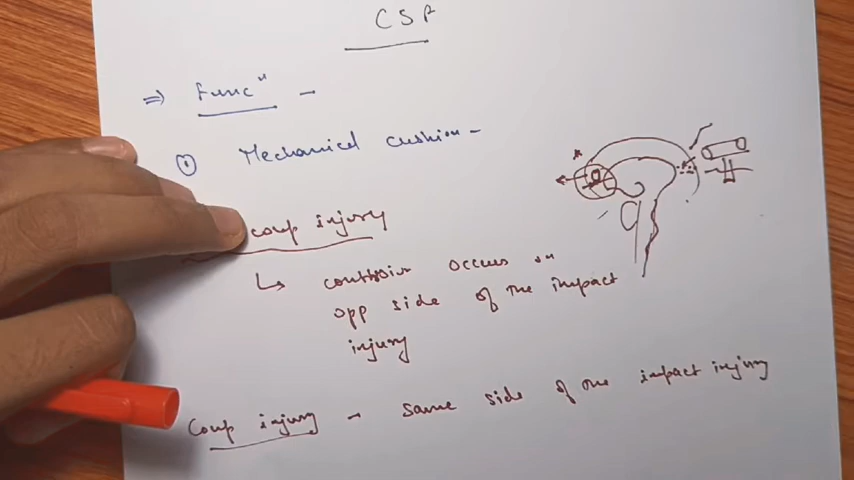 CSF
⇒ Funcⁿ -
① Mechanical cushion -
coup injury
↳ contusion occurs in
opp side of the impact
injury
Coup injury - same side of the impact injury